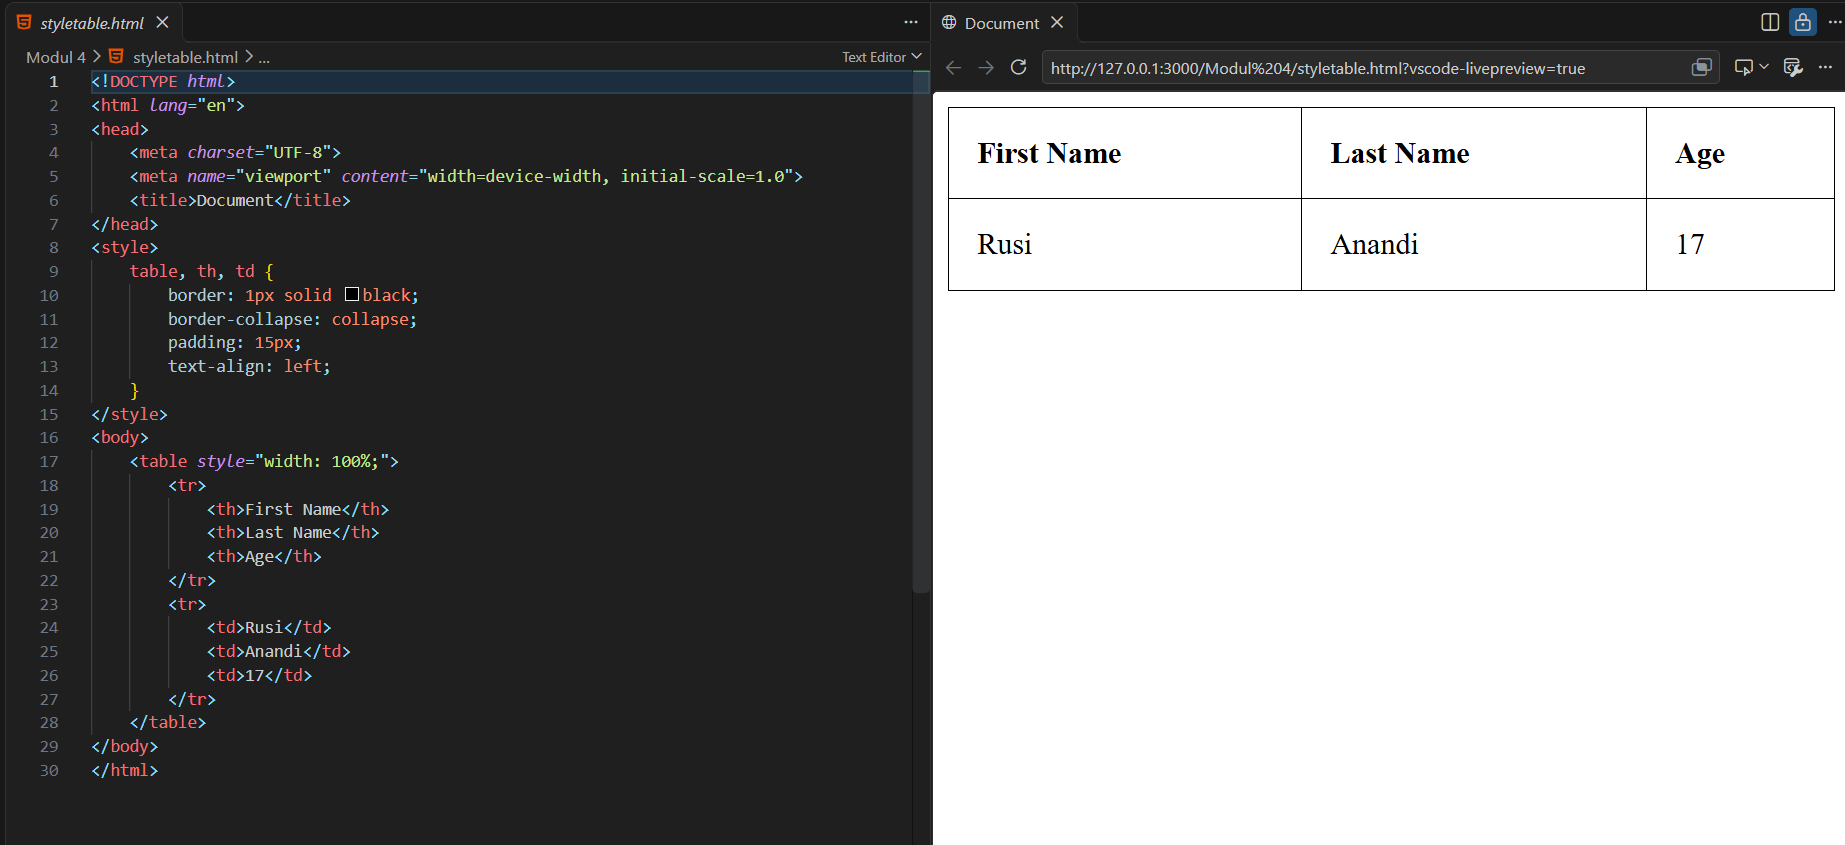 styletable.html
Modul 4 > styletable.html > ...
Text Editor
1 <!DOCTYPE html>
2 <html lang="en">
3 <head>
4     <meta charset="UTF-8">
5     <meta name="viewport" content="width=device-width, initial-scale=1.0">
6     <title>Document</title>
7 </head>
8 <style>
9     table, th, td {
10         border: 1px solid black;
11         border-collapse: collapse;
12         padding: 15px;
13         text-align: left;
14     }
15 </style>
16 <body>
17     <table style="width: 100%;">
18         <tr>
19             <th>First Name</th>
20             <th>Last Name</th>
21             <th>Age</th>
22         </tr>
23         <tr>
24             <td>Rusi</td>
25             <td>Anandi</td>
26             <td>17</td>
27         </tr>
28     </table>
29 </body>
30 </html>
Document
http://127.0.0.1:3000/Modul%204/styletable.html?vscode-livepreview=true
First Name Last Name Age
Rusi Anandi 17